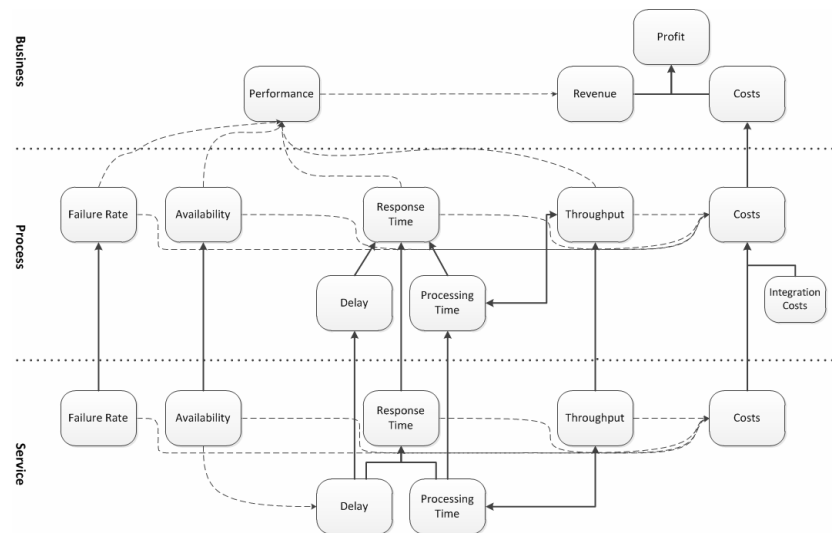 Business
Profit
Performance
Revenue
Costs
Process
Failure Rate
Availability
Response
Time
Throughput
Costs
Delay
Processing
Time
Integration
Costs
Service
Failure Rate
Availability
Response
Time
Throughput
Costs
Delay
Processing
Time